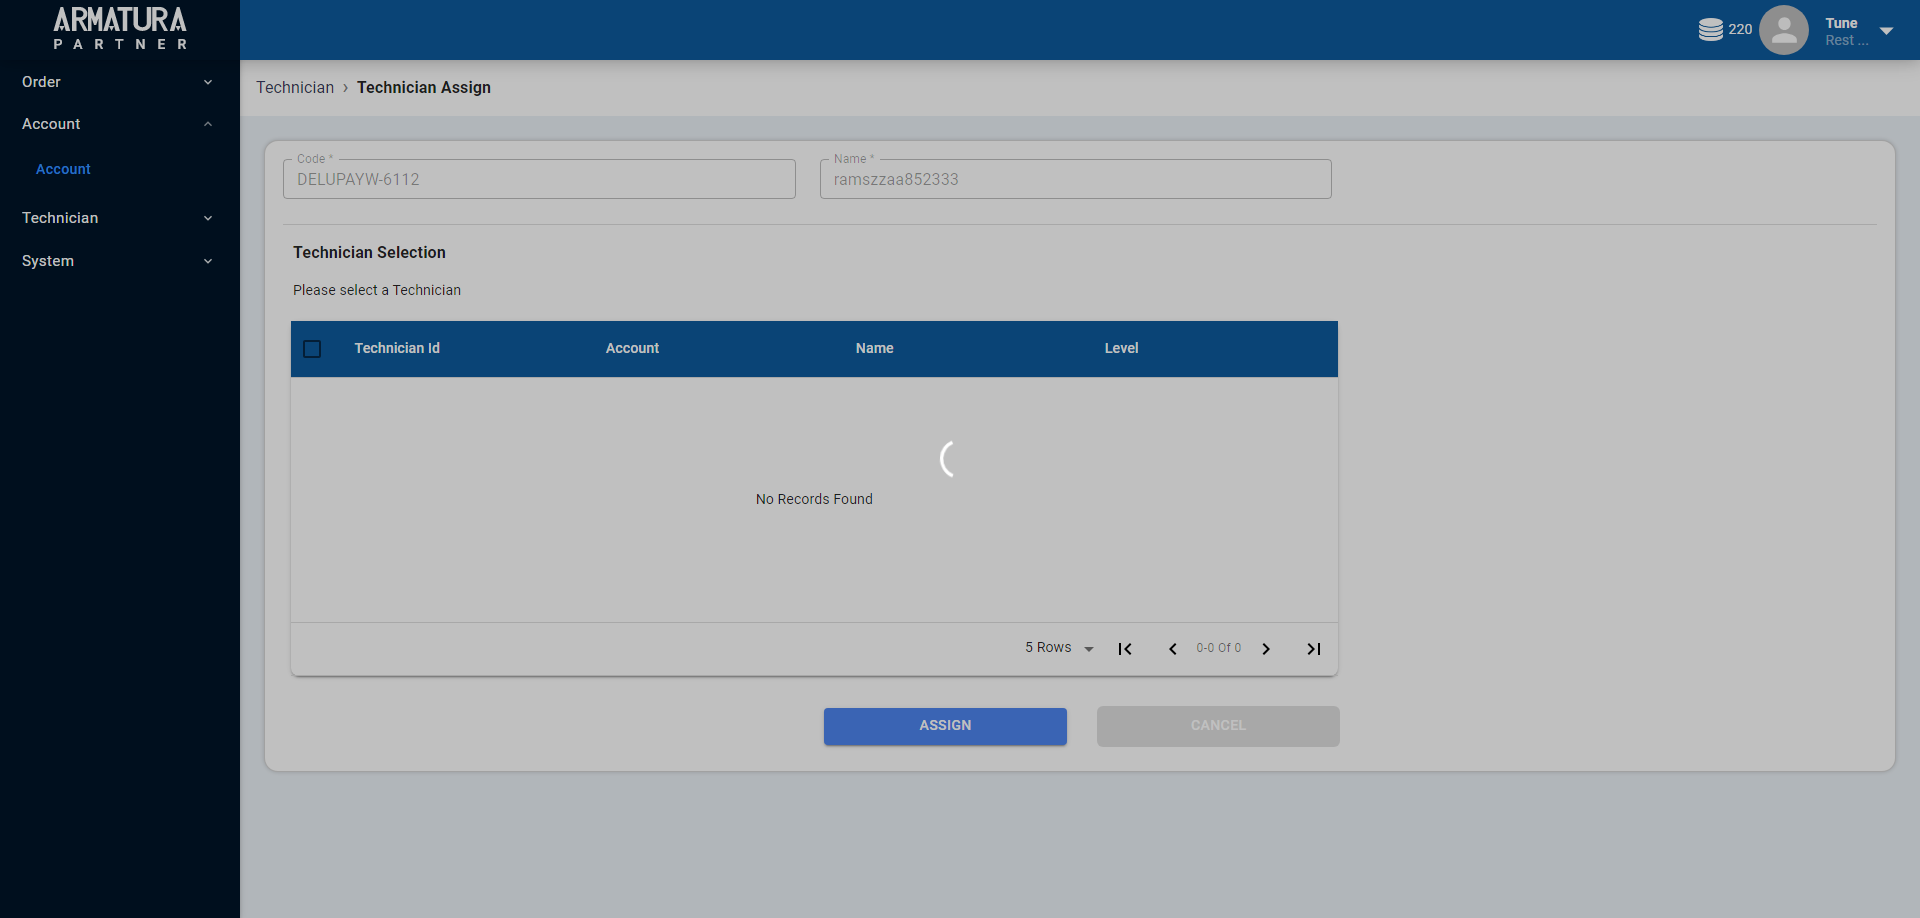 ARMATURA
PARTNER
220
Tune
Rest ...
Order
Account
Account
Technician
System
Technician › Technician Assign
Code *
DELUPAYW-6112
Name *
ramszzaa852333
Technician Selection
Please select a Technician
Technician Id Account Name Level
No Records Found
5 Rows 0-0 Of 0
ASSIGN CANCEL